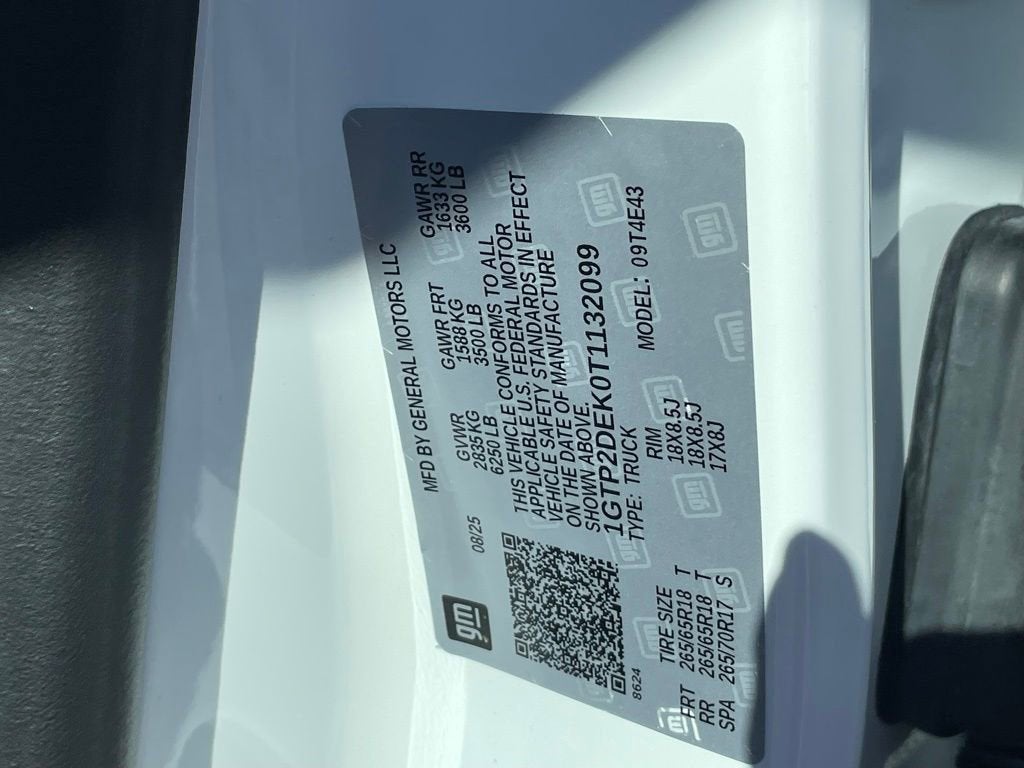 MFD BY GENERAL MOTORS LLC
gm
08/25
GVWR GAWR FRT GAWR RR
2835 KG 1588 KG 1633 KG
6250 LB 3500 LB 3600 LB
THIS VEHICLE CONFORMS TO ALL
APPLICABLE U.S. FEDERAL MOTOR
VEHICLE SAFETY STANDARDS IN EFFECT
ON THE DATE OF MANUFACTURE
SHOWN ABOVE.
1GTP2DEK0T1132099
TYPE: TRUCK MODEL: 09T4E43
8624
TIRE SIZE RIM
FRT 265/65R18 T 18X8.5J
RR 265/65R18 T 18X8.5J
SPA 265/70R17 S 17X8J